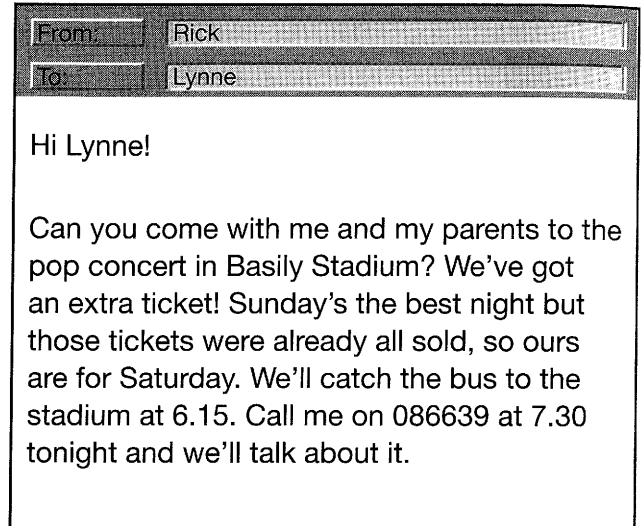 From: Rick
To: Lynne
Hi Lynne!
Can you come with me and my parents to the
pop concert in Basily Stadium? We've got
an extra ticket! Sunday's the best night but
those tickets were already all sold, so ours
are for Saturday. We'll catch the bus to the
stadium at 6.15. Call me on 086639 at 7.30
tonight and we'll talk about it.